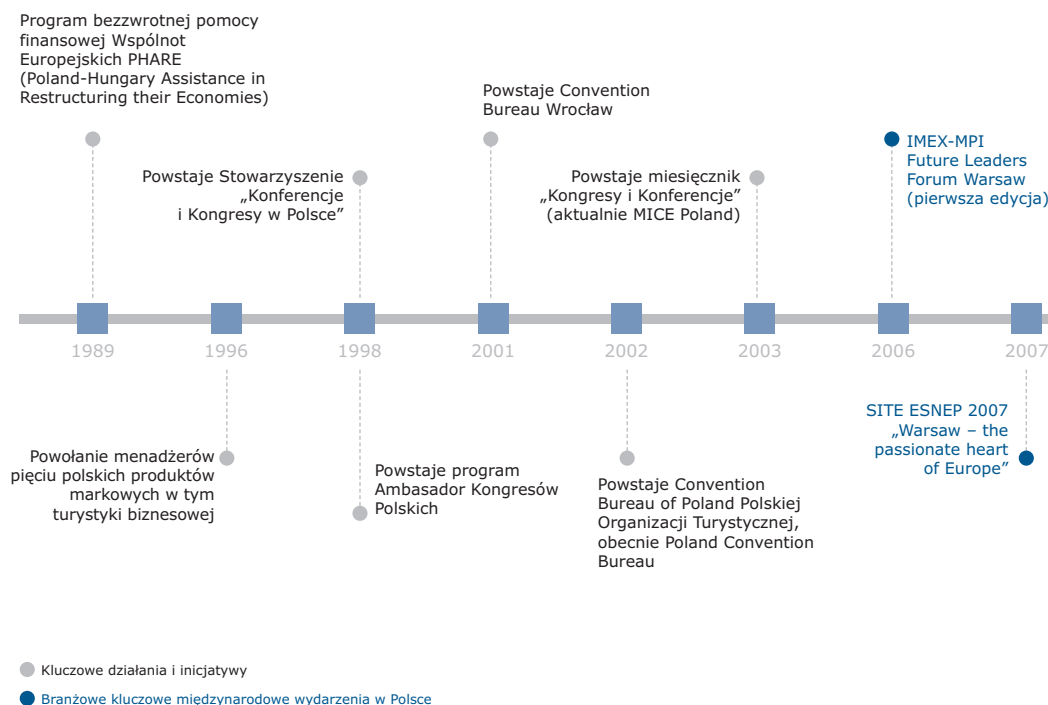 Program bezzwrotnej pomocy
finansowej Wspólnot
Europejskich PHARE
(Poland-Hungary Assistance in
Restructuring their Economies)
Powstaje Stowarzyszenie
„Konferencje
i Kongresy w Polsce”
Powstaje Convention
Bureau Wrocław
Powstaje miesięcznik
„Kongresy i Konferencje”
(aktualnie MICE Poland)
IMEX-MPI
Future Leaders
Forum Warsaw
(pierwsza edycja)
1989 1996 1998 2001 2002 2003 2006 2007
Powołanie menadżerów
pięciu polskich produktów
markowych w tym
turystyki biznesowej
Powstaje program
Ambasador Kongresów
Polskich
Powstaje Convention
Bureau of Poland Polskiej
Organizacji Turystycznej,
obecnie Poland Convention
Bureau
SITE ESNEP 2007
„Warsaw – the
passionate heart
of Europe”
Kluczowe działania i inicjatywy
Branżowe kluczowe międzynarodowe wydarzenia w Polsce